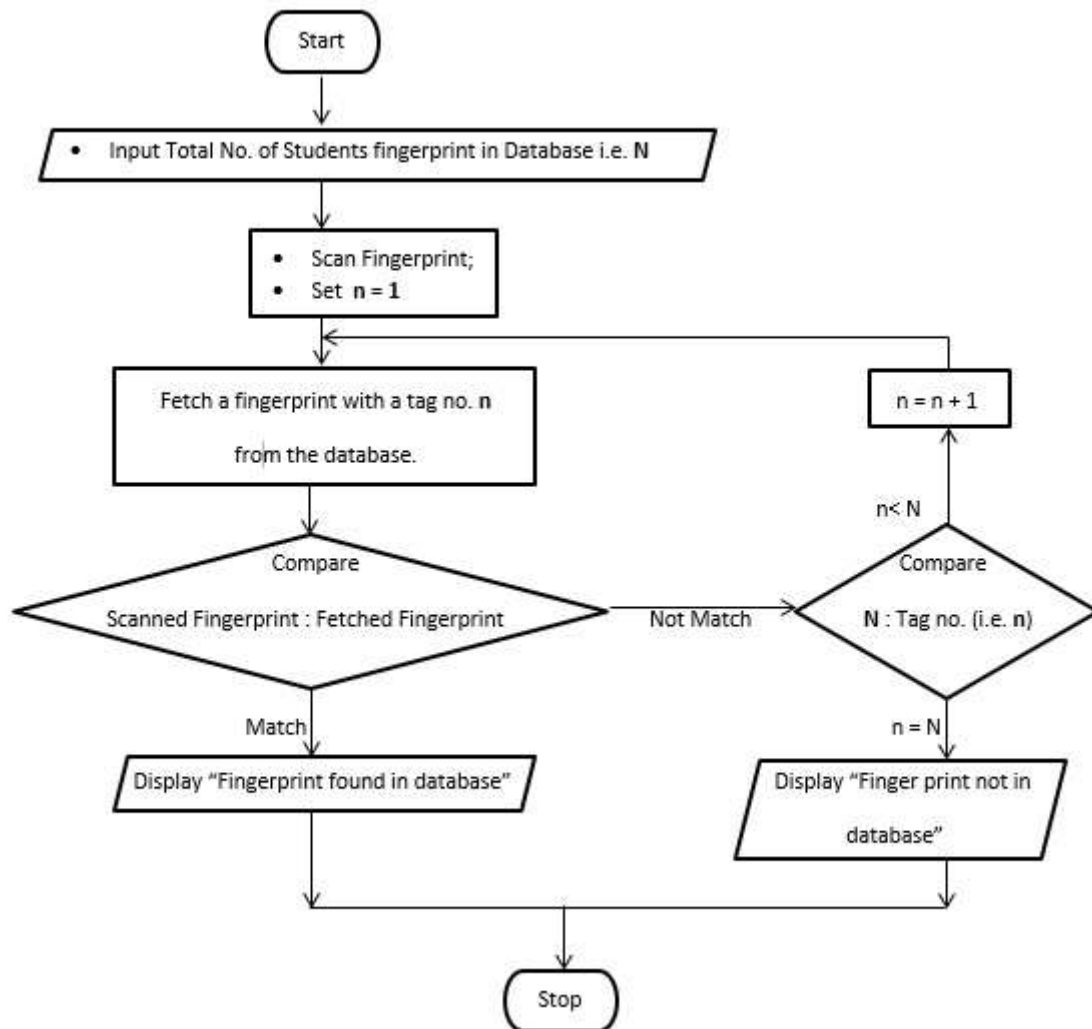 Start
• Input Total No. of Students fingerprint in Database i.e. N
• Scan Fingerprint;
• Set n = 1
Fetch a fingerprint with a tag no. n
from the database.
n = n + 1
n< N
Compare
Scanned Fingerprint : Fetched Fingerprint
Not Match
Compare
N : Tag no. (i.e. n)
Match
n = N
Display “Fingerprint found in database”
Display “Finger print not in
database”
Stop